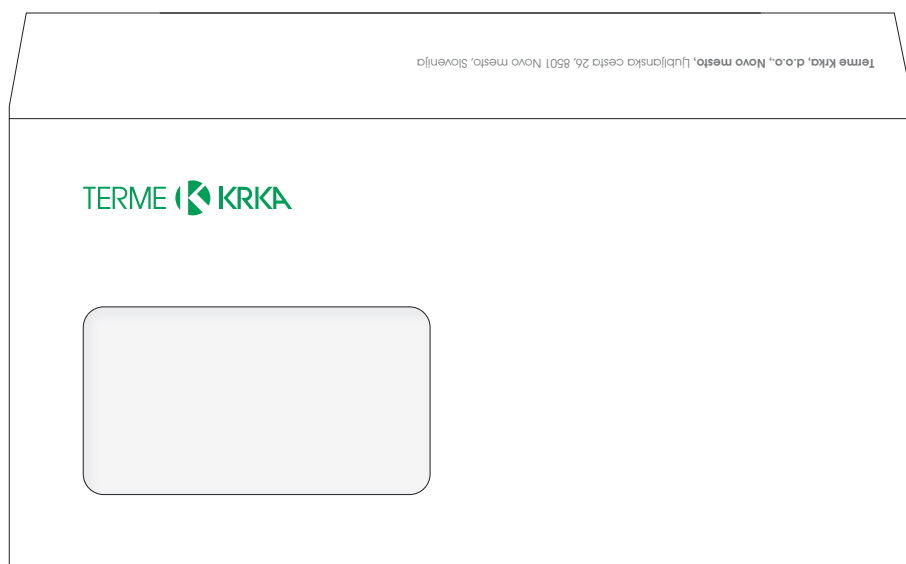 Terme Krka, d.o.o., Novo mesto, Ljubljanska cesta 26, 8501 Novo mesto, Slovenija
TERME KRKA